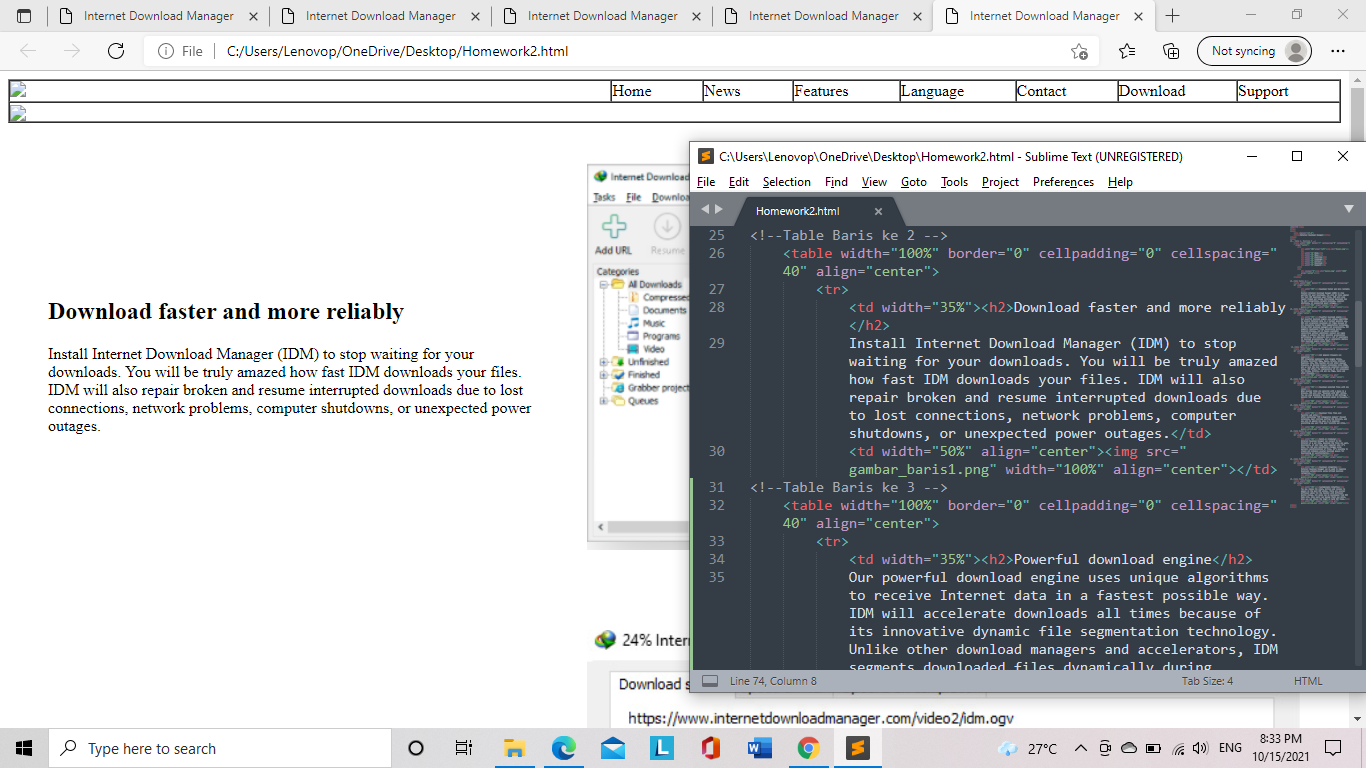 Internet Download Manager
Internet Download Manager
Internet Download Manager
Internet Download Manager
Internet Download Manager
File
C:/Users/Lenovop/OneDrive/Desktop/Homework2.html
Not syncing
Home News Features Language Contact Download Support
Download faster and more reliably
Install Internet Download Manager (IDM) to stop waiting for your
downloads. You will be truly amazed how fast IDM downloads your files.
IDM will also repair broken and resume interrupted downloads due to lost
connections, network problems, computer shutdowns, or unexpected power
outages.
Internet Download
Tasks File Downloa
Add URL Resume
Categories
All Downloads
Compressed
Documents
Music
Programs
Video
Unfinished
Finished
Grabber project
Queues
24% Inter
Download s
https://www.internetdownloadmanager.com/video2/idm.ogv
C:\Users\Lenovop\OneDrive\Desktop\Homework2.html - Sublime Text (UNREGISTERED)
File Edit Selection Find View Goto Tools Project Preferences Help
Homework2.html
25 <!--Table Baris ke 2 -->
26 <table width="100%" border="0" cellpadding="0" cellspacing="
40" align="center">
27 <tr>
28 <td width="35%"><h2>Download faster and more reliably
</h2>
29 Install Internet Download Manager (IDM) to stop
waiting for your downloads. You will be truly amazed
how fast IDM downloads your files. IDM will also
repair broken and resume interrupted downloads due
to lost connections, network problems, computer
shutdowns, or unexpected power outages.</td>
30 <td width="50%" align="center"><img src="
gambar_baris1.png" width="100%" align="center"></td>
31 <!--Table Baris ke 3 -->
32 <table width="100%" border="0" cellpadding="0" cellspacing="
40" align="center">
33 <tr>
34 <td width="35%"><h2>Powerful download engine</h2>
35 Our powerful download engine uses unique algorithms
to receive Internet data in a fastest possible way.
IDM will accelerate downloads all times because of
its innovative dynamic file segmentation technology.
Unlike other download managers and accelerators, IDM
segments downloaded files dynamically during
Line 74, Column 8
Tab Size: 4
HTML
Type here to search
27°C
ENG
8:33 PM
10/15/2021